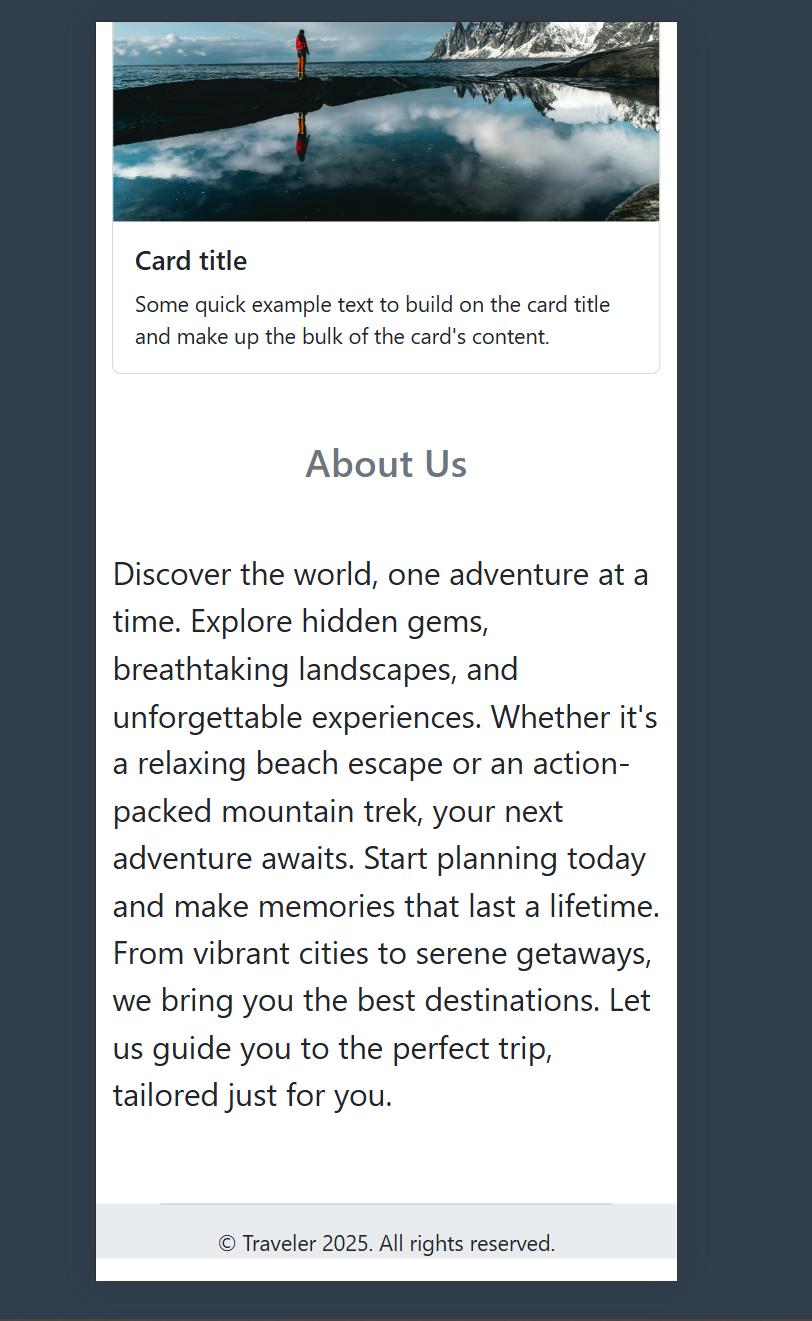 Card title
Some quick example text to build on the card title
and make up the bulk of the card's content.
About Us
Discover the world, one adventure at a
time. Explore hidden gems,
breathtaking landscapes, and
unforgettable experiences. Whether it's
a relaxing beach escape or an action-
packed mountain trek, your next
adventure awaits. Start planning today
and make memories that last a lifetime.
From vibrant cities to serene getaways,
we bring you the best destinations. Let
us guide you to the perfect trip,
tailored just for you.
© Traveler 2025. All rights reserved.